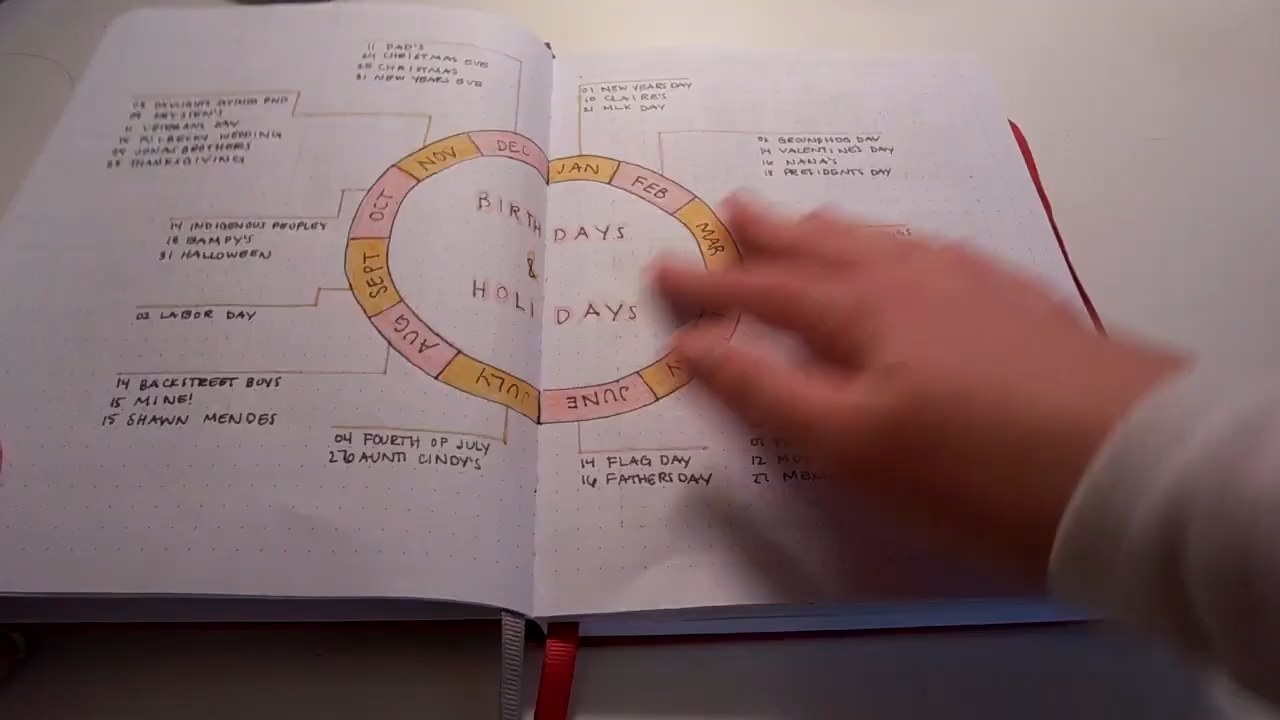 11 DAD'S
24 CHRISTMAS EVE
25 CHRISTMAS
31 NEW YEARS EVE
01 NEW YEARS DAY
10 CLAIRE'S
21 MLK DAY
02 GROUNDHOG DAY
14 VALENTINES DAY
16 NANA'S
18 PRESIDENTS DAY
WEDDING
JONAS BROTHERS
THANKSGIVING
14 INDIGENOUS PEOPLES
18 BAMPY'S
31 HALLOWEEN
02 LABOR DAY
14 BACKSTREET BOYS
15 MINE!
15 SHAWN MENDES
04 FOURTH OF JULY
26 AUNTI CINDY'S
14 FLAG DAY
16 FATHERS DAY
12
27
JAN
FEB
MAR
JUNE
JULY
AUG
SEPT
OCT
NOV
DEC
BIRTHDAYS
&
HOLIDAYS